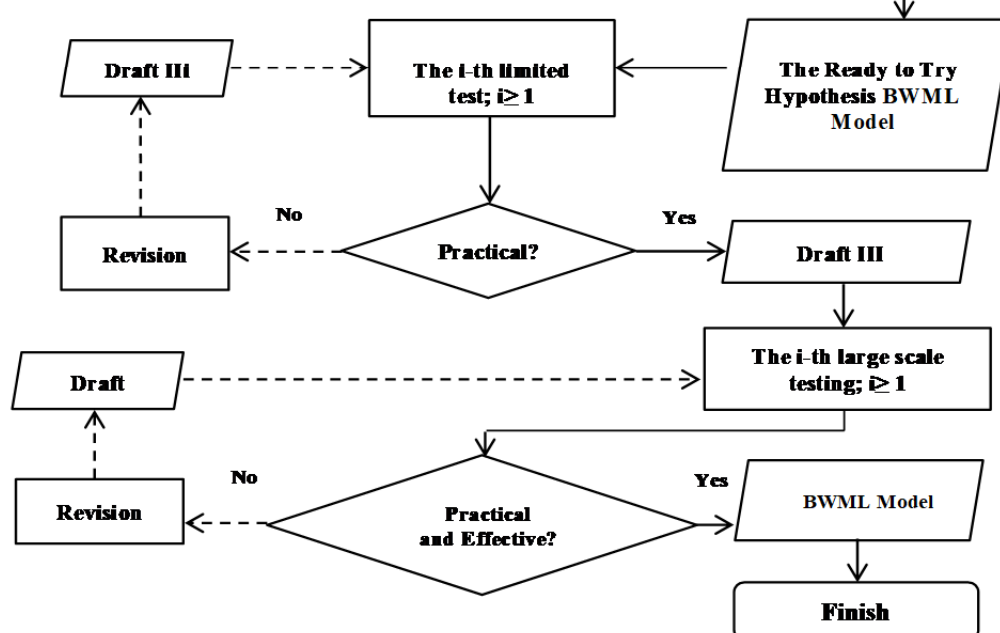 Draft IIi
The i-th limited
test; i≥ 1
The Ready to Try
Hypothesis BWML
Model
No
Yes
Revision
Practical?
Draft III
The i-th large scale
testing; i≥ 1
Draft
No
Yes
Revision
Practical
and Effective?
BWML Model
Finish